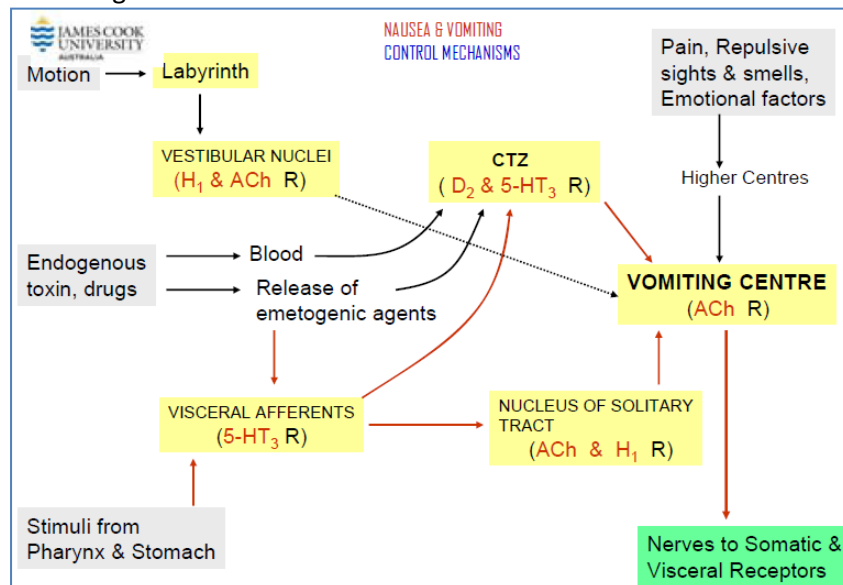 JAMES COOK
UNIVERSITY
AUSTRALIA
NAUSEA & VOMITING
CONTROL MECHANISMS
Motion
Labyrinth
Pain, Repulsive
sights & smells,
Emotional factors
VESTIBULAR NUCLEI
(H₁ & ACh R)
CTZ
( D₂ & 5-HT₃ R)
Higher Centres
Endogenous
toxin, drugs
Blood
Release of
emetogenic agents
VOMITING CENTRE
(ACh R)
VISCERAL AFFERENTS
(5-HT₃ R)
NUCLEUS OF SOLITARY
TRACT
(ACh & H₁ R)
Stimuli from
Pharynx & Stomach
Nerves to Somatic &
Visceral Receptors